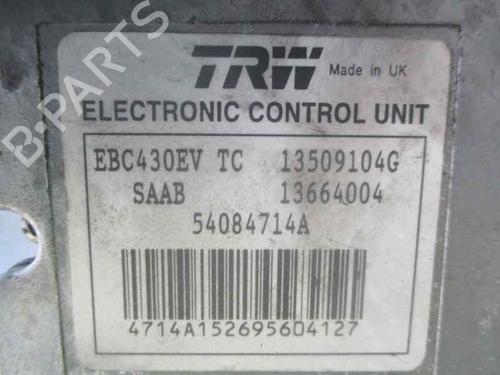 B-PARTS
TRW Made in UK
ELECTRONIC CONTROL UNIT
EBC430EV TC 13509104G
SAAB 13664004
54084714A
4714A152695604127